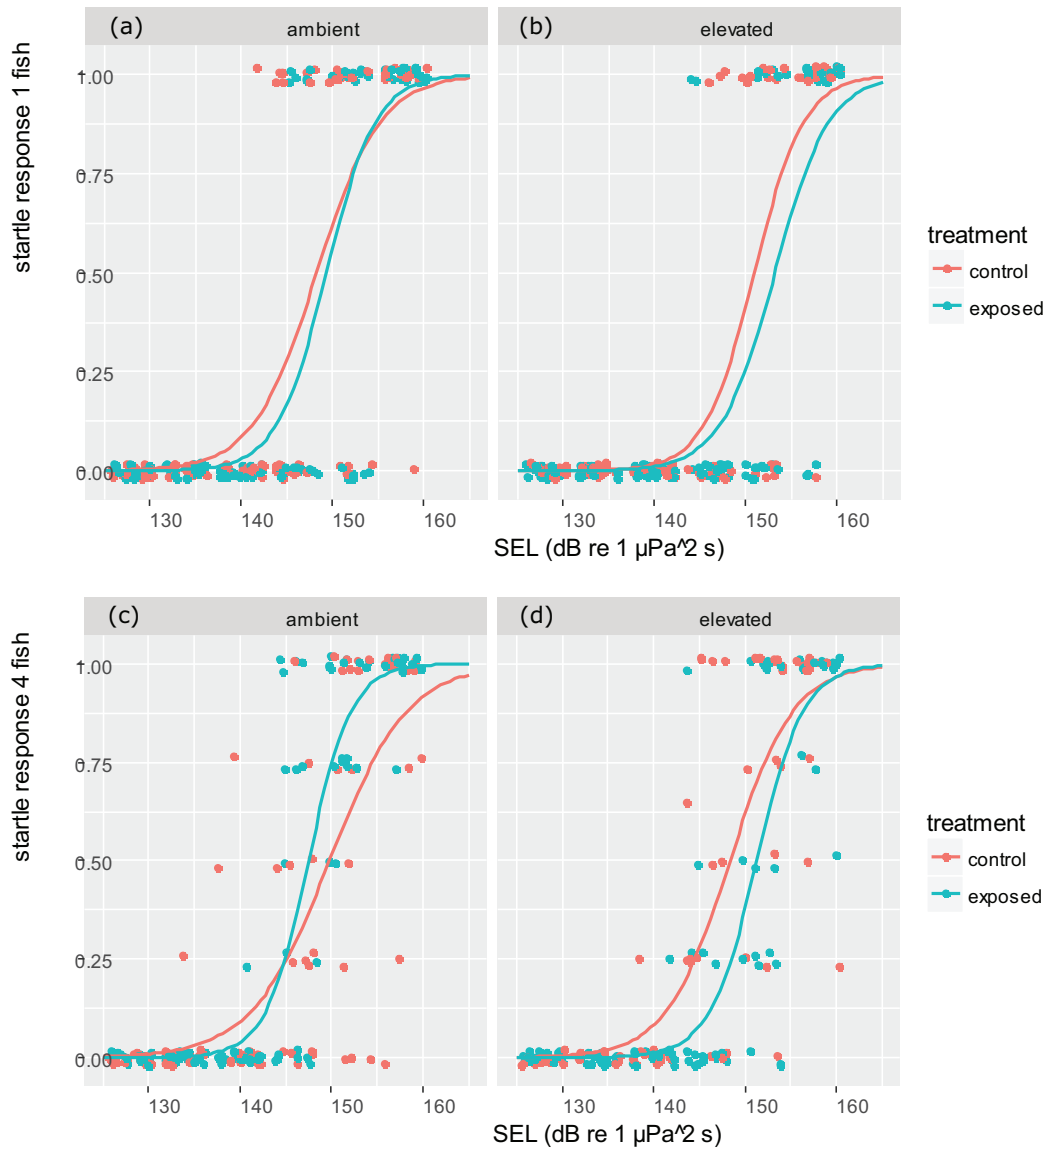 (a) ambient (b) elevated
startle response 1 fish
1.00
0.75
0.50
0.25
0.00
130 140 150 160 130 140 150 160
SEL (dB re 1 µPa^2 s)
treatment
control
exposed
(c) ambient (d) elevated
startle response 4 fish
1.00
0.75
0.50
0.25
0.00
130 140 150 160 130 140 150 160
SEL (dB re 1 µPa^2 s)
treatment
control
exposed